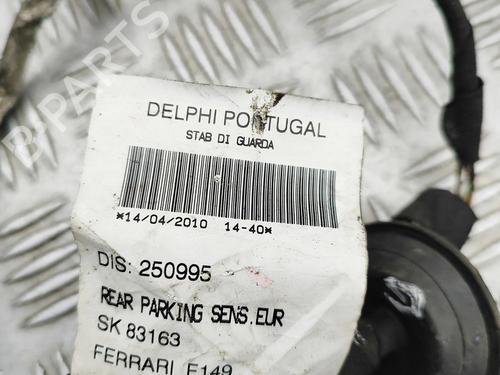 B-PARTS
DELPHI PORTUGAL
STAB DI GUARDA
*14/04/2010 14-40*
DIS: 250995
REAR PARKING SENS.EUR
SK 83163
FERRARI F149